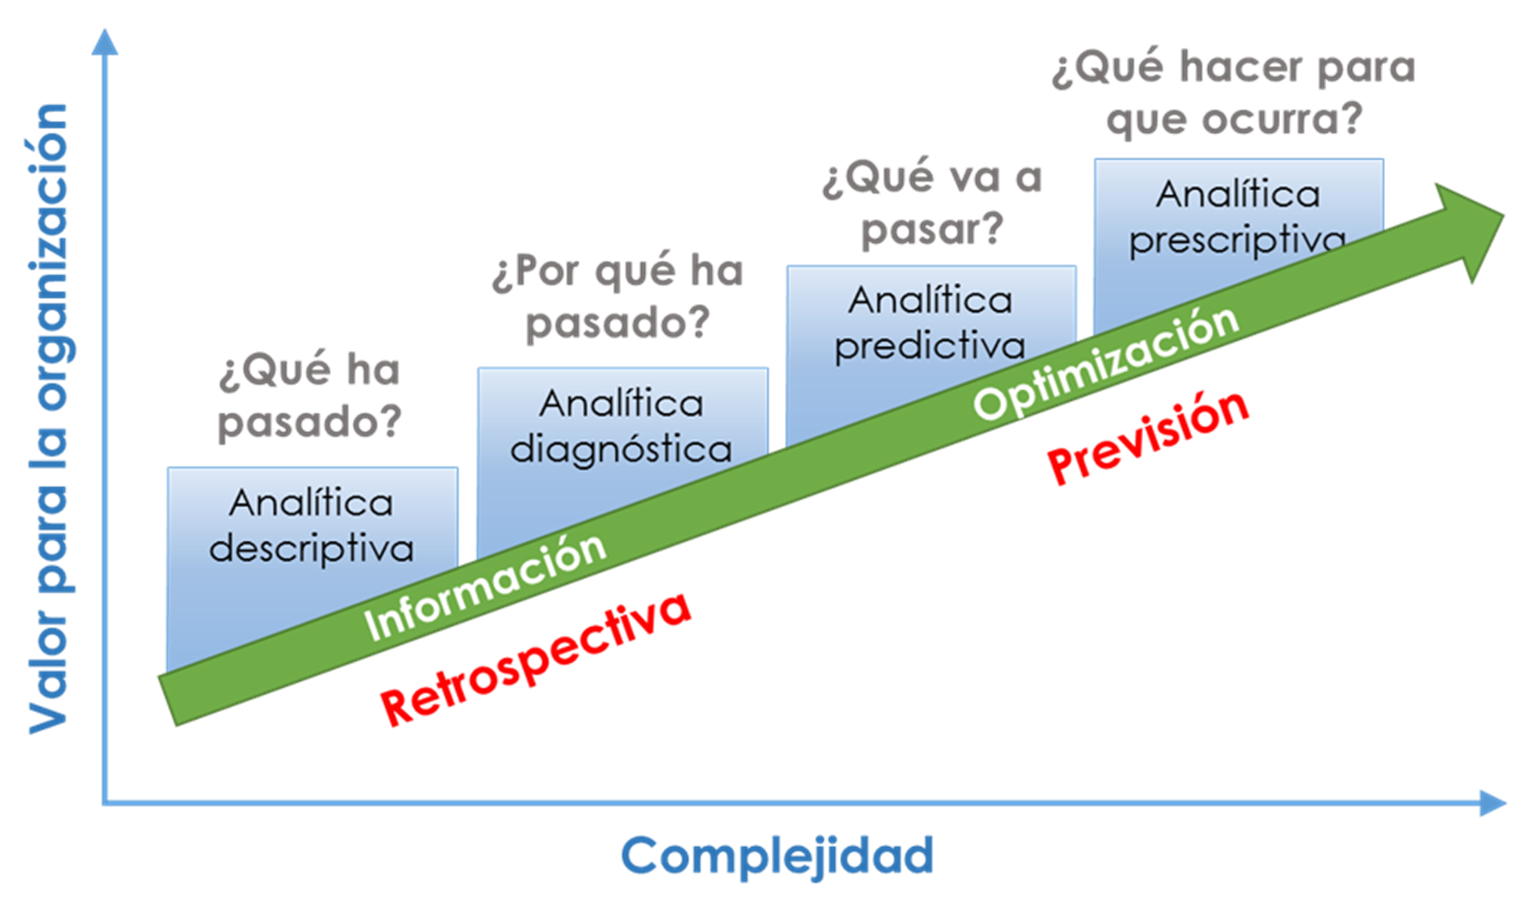 Valor para la organización
¿Qué ha
pasado?
Analítica
descriptiva
¿Por qué ha
pasado?
Analítica
diagnóstica
¿Qué va a
pasar?
Analítica
predictiva
¿Qué hacer para
que ocurra?
Analítica
prescriptiva
Información
Optimización
Retrospectiva
Previsión
Complejidad